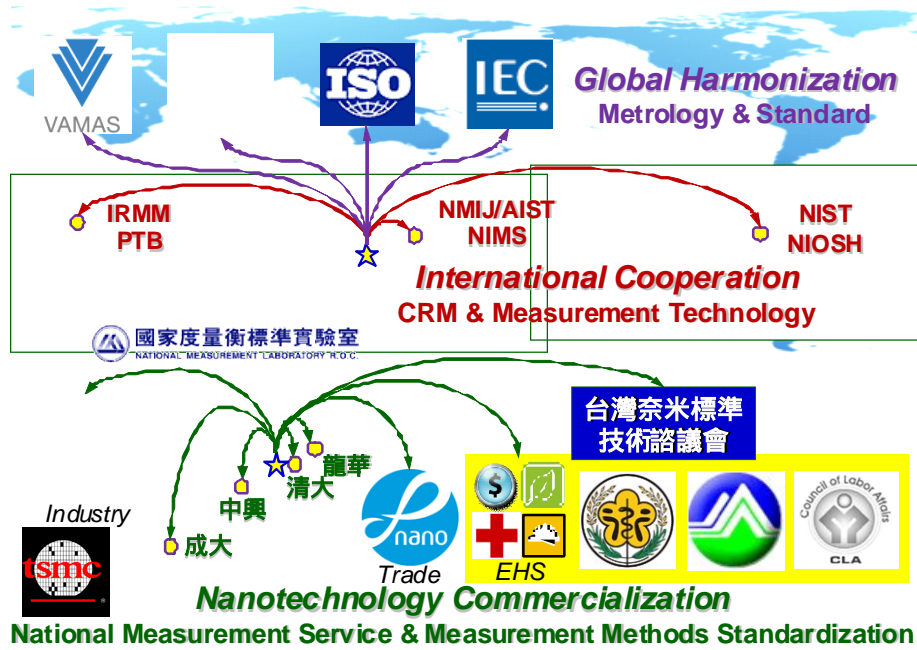 VAMAS
ISO
IEC
Global Harmonization
Metrology & Standard
IRMM
PTB
NMIJ/AIST
NIMS
NIST
NIOSH
International Cooperation
CRM & Measurement Technology
國家度量衡標準實驗室
NATIONAL MEASUREMENT LABORATORY R.O.C.
台灣奈米標準
技術諮議會
龍華
清大
中興
成大
Industry
tsmc
nano
Trade
$
EHS
Council of Labor Affairs
CLA
Nanotechnology Commercialization
National Measurement Service & Measurement Methods Standardization